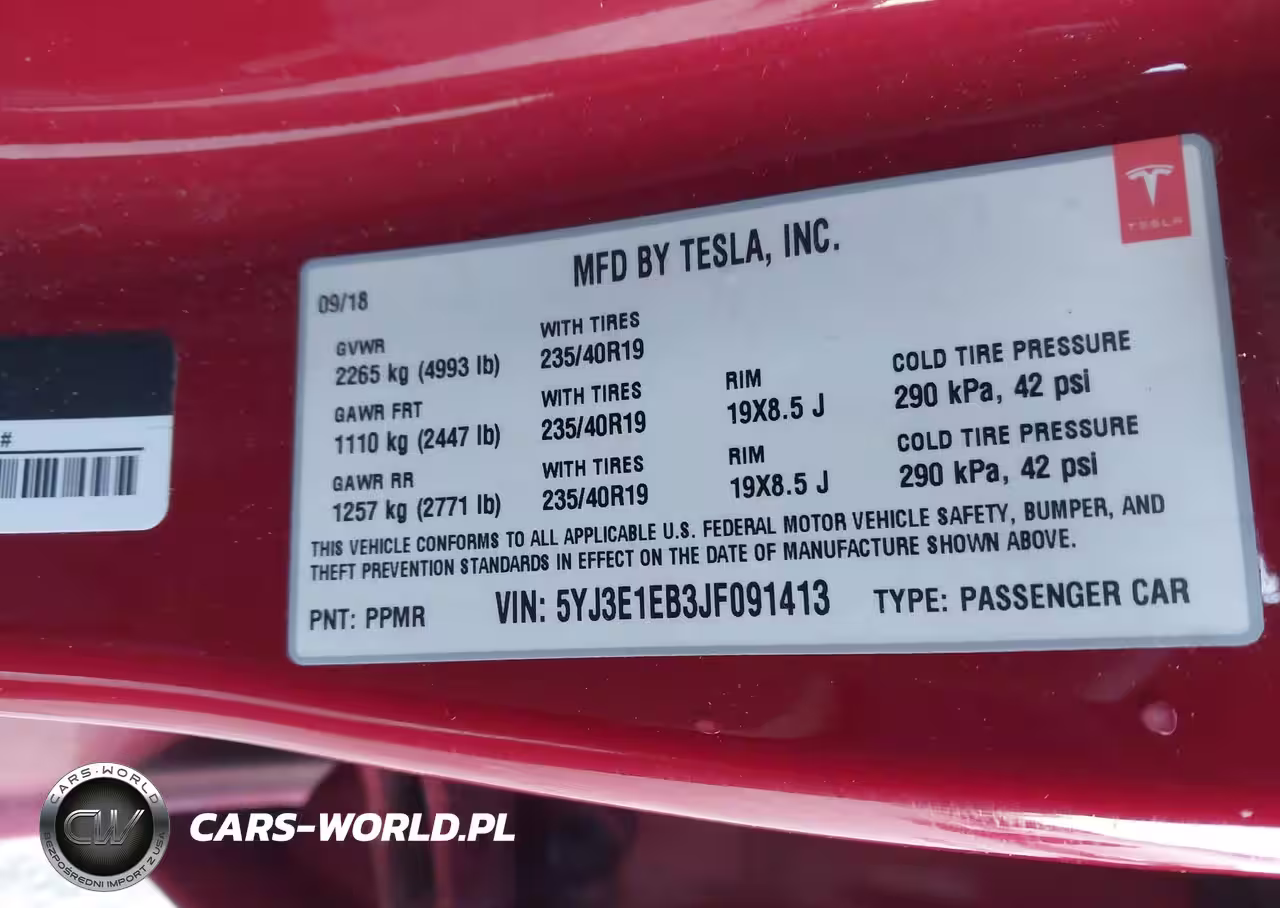 TESLA
MFD BY TESLA, INC.
09/18
GVWR
2265 kg (4993 lb)
WITH TIRES
235/40R19
GAWR FRT
1110 kg (2447 lb)
WITH TIRES
235/40R19
RIM
19X8.5 J
COLD TIRE PRESSURE
290 kPa, 42 psi
GAWR RR
1257 kg (2771 lb)
WITH TIRES
235/40R19
RIM
19X8.5 J
COLD TIRE PRESSURE
290 kPa, 42 psi
THIS VEHICLE CONFORMS TO ALL APPLICABLE U.S. FEDERAL MOTOR VEHICLE SAFETY, BUMPER, AND
THEFT PREVENTION STANDARDS IN EFFECT ON THE DATE OF MANUFACTURE SHOWN ABOVE.
PNT: PPMR VIN: 5YJ3E1EB3JF091413 TYPE: PASSENGER CAR
#
CARS-WORLD
CW
BEZPOŚREDNI IMPORT Z USA
CARS-WORLD.PL